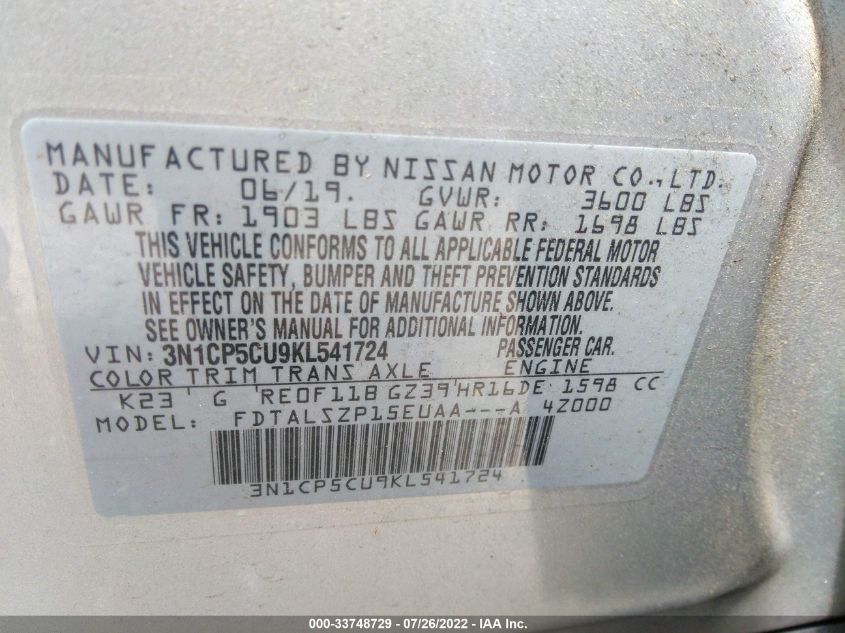 MANUFACTURED BY NISSAN MOTOR CO.,LTD.
DATE: 06/19. GVWR: 3600 LBS
GAWR FR: 1903 LBS GAWR RR: 1698 LBS
THIS VEHICLE CONFORMS TO ALL APPLICABLE FEDERAL MOTOR
VEHICLE SAFETY, BUMPER AND THEFT PREVENTION STANDARDS
IN EFFECT ON THE DATE OF MANUFACTURE SHOWN ABOVE.
SEE OWNER'S MANUAL FOR ADDITIONAL INFORMATION.
VIN: 3N1CP5CU9KL541724 PASSENGER CAR.
COLOR TRIM TRANS AXLE ENGINE
K23 G RE0F11B GZ39 HR16DE 1598 CC
MODEL: FDTALSZP15EUAA---A 4Z000
3N1CP5CU9KL541724
000-33748729 - 07/26/2022 - IAA Inc.